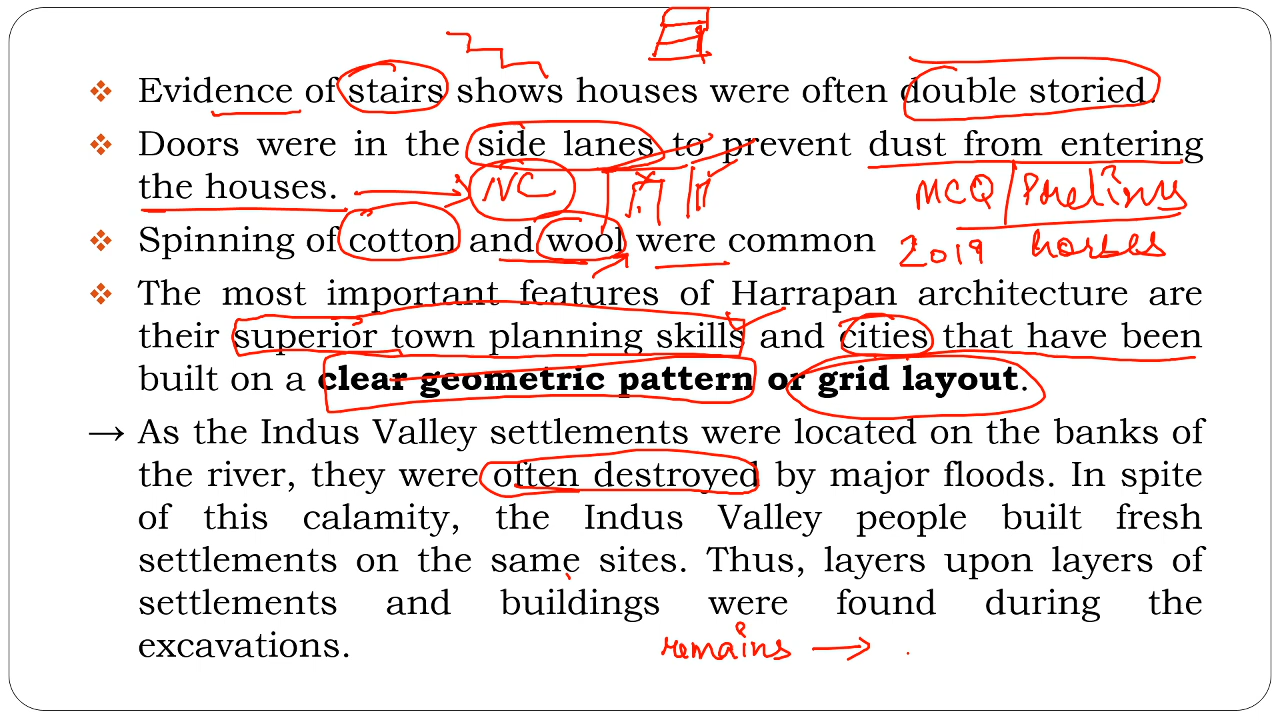 ❖ Evidence of stairs shows houses were often double storied.
❖ Doors were in the side lanes to prevent dust from entering
the houses. → NC
MCQ | Prelims
❖ Spinning of cotton and wool were common
2019 horses
❖ The most important features of Harrapan architecture are
their superior town planning skills and cities that have been
built on a clear geometric pattern or grid layout.
→ As the Indus Valley settlements were located on the banks of
the river, they were often destroyed by major floods. In spite
of this calamity, the Indus Valley people built fresh
settlements on the same sites. Thus, layers upon layers of
settlements and buildings were found during the
excavations.
remains →